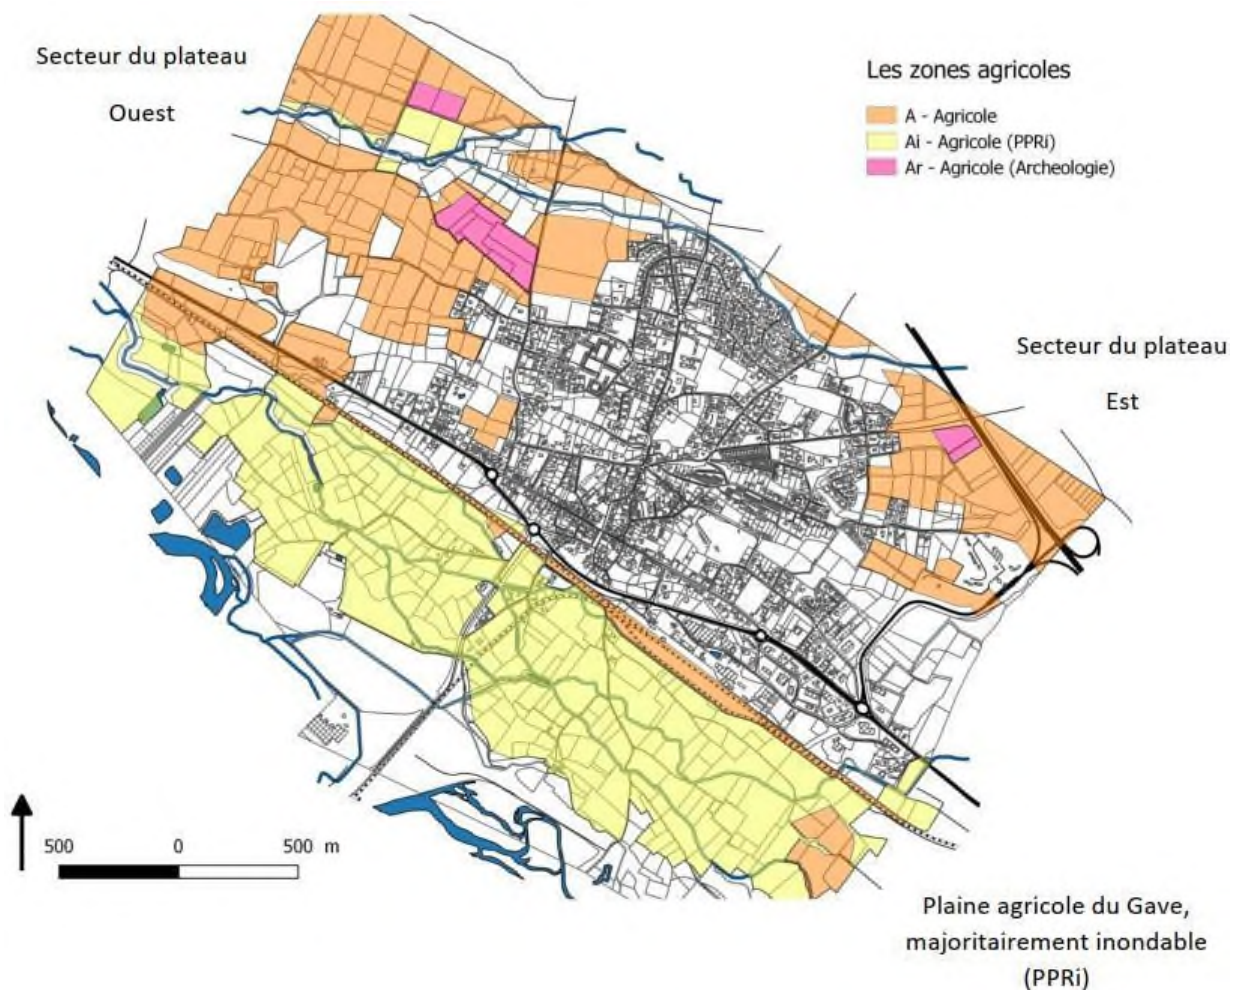 Secteur du plateau
Ouest
Les zones agricoles
A - Agricole
Ai - Agricole (PPRi)
Ar - Agricole (Archeologie)
Secteur du plateau
Est
500 0 500 m
Plaine agricole du Gave,
majoritairement inondable
(PPRi)